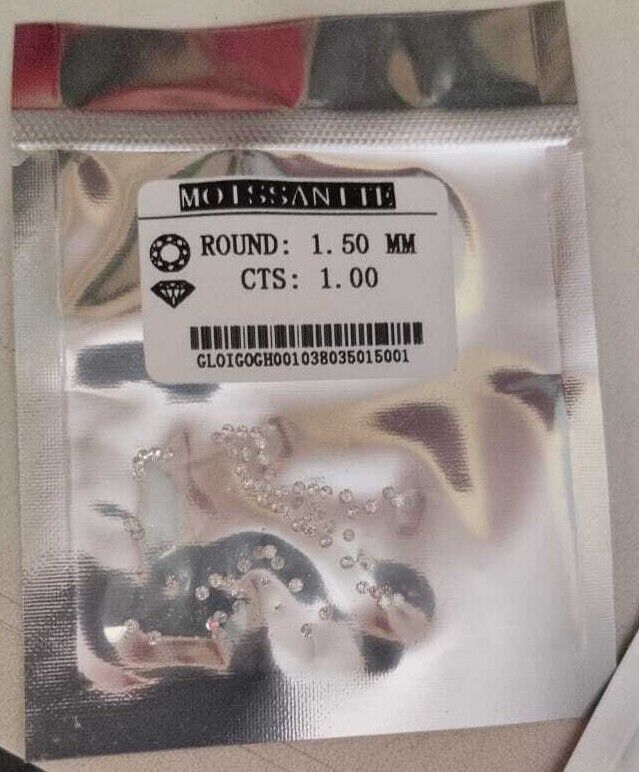 MOISSANITE
ROUND: 1.50 MM
CTS: 1.00
GLOIGOGH001038035015001